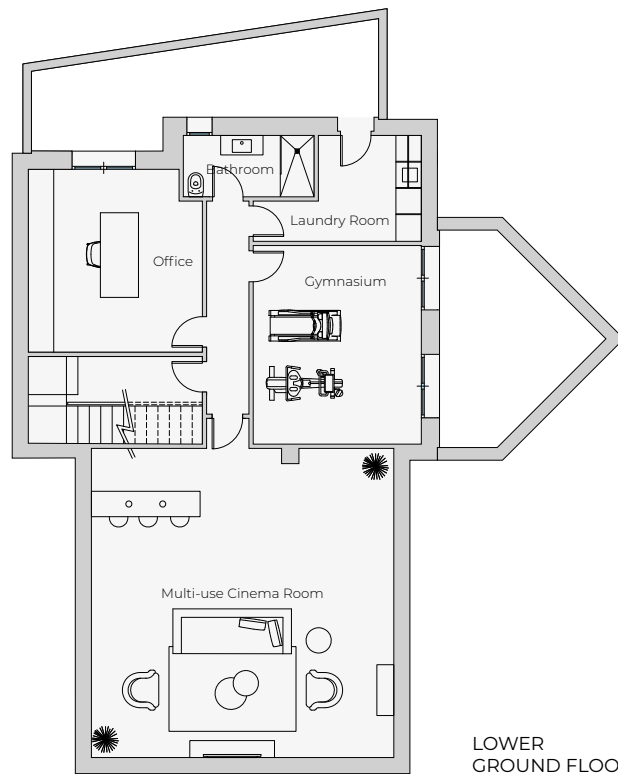 Bathroom
Laundry Room
Office
Gymnasium
Multi-use Cinema Room
LOWER
GROUND FLOO